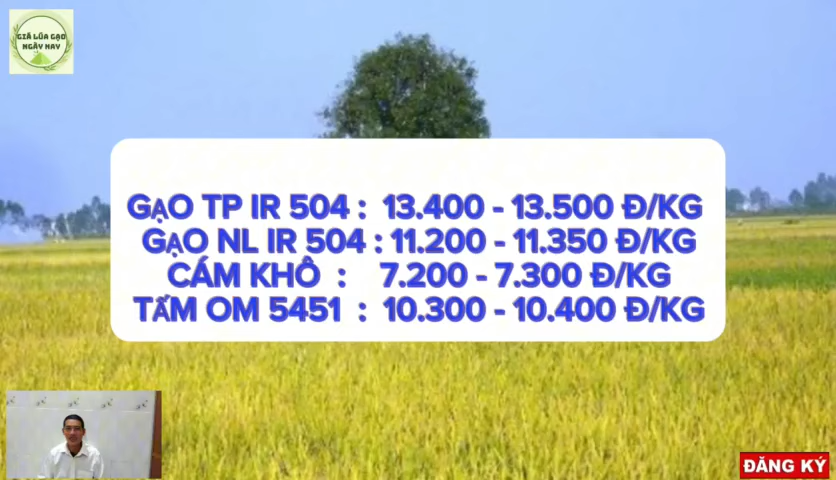 GIÁ LÚA GẠO
NGÀY NAY
GẠO TP IR 504 : 13.400 - 13.500 Đ/KG
GẠO NL IR 504 : 11.200 - 11.350 Đ/KG
CÁM KHÔ : 7.200 - 7.300 Đ/KG
TẤM OM 5451 : 10.300 - 10.400 Đ/KG
ĐĂNG KÝ